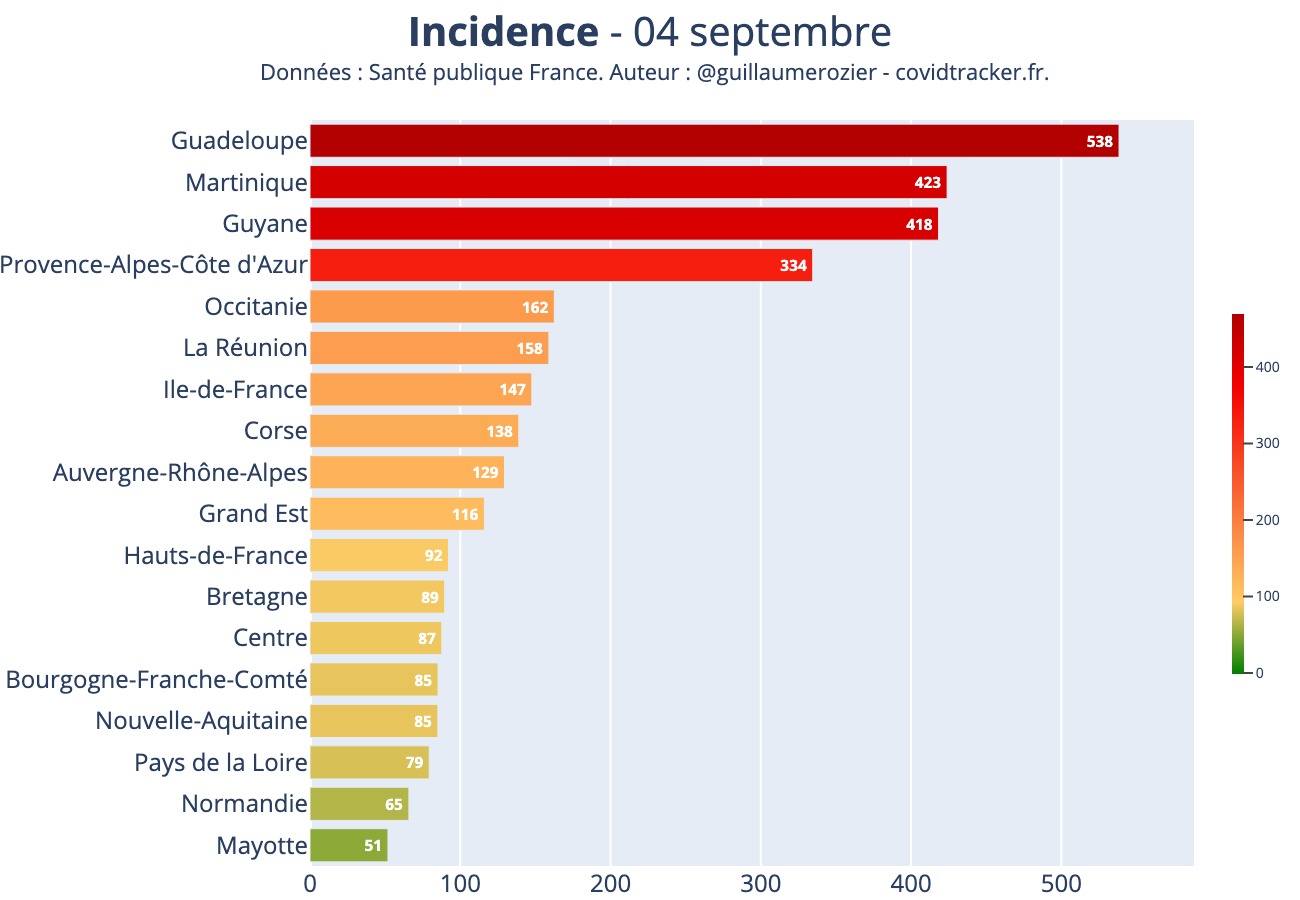 Incidence - 04 septembre
Données : Santé publique France. Auteur : @guillaumerozier - covidtracker.fr.
Guadeloupe 538
Martinique 423
Guyane 418
Provence-Alpes-Côte d'Azur 334
Occitanie 162
La Réunion 158
Ile-de-France 147
Corse 138
Auvergne-Rhône-Alpes 129
Grand Est 116
Hauts-de-France 92
Bretagne 89
Centre 87
Bourgogne-Franche-Comté 85
Nouvelle-Aquitaine 85
Pays de la Loire 79
Normandie 65
Mayotte 51
0 100 200 300 400 500
400
300
200
100
0